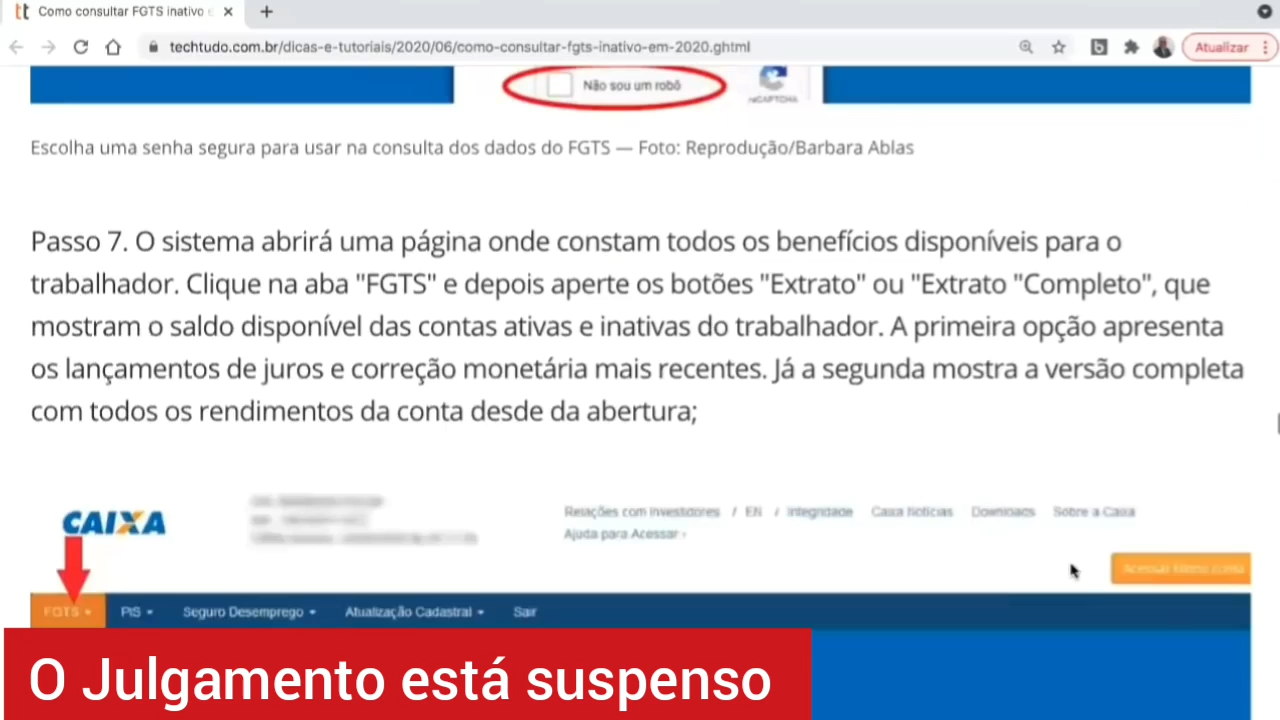 Como consultar FGTS inativo
techtudo.com.br/dicas-e-tutoriais/2020/06/como-consultar-fgts-inativo-em-2020.ghtml
Atualizar
Não sou um robô
reCAPTCHA
Escolha uma senha segura para usar na consulta dos dados do FGTS — Foto: Reprodução/Barbara Ablas
Passo 7. O sistema abrirá uma página onde constam todos os benefícios disponíveis para o
trabalhador. Clique na aba "FGTS" e depois aperte os botões "Extrato" ou "Extrato "Completo", que
mostram o saldo disponível das contas ativas e inativas do trabalhador. A primeira opção apresenta
os lançamentos de juros e correção monetária mais recentes. Já a segunda mostra a versão completa
com todos os rendimentos da conta desde da abertura;
CAIXA
Relações com investidores / EN / Integridade Caixa Notícias Downloads Sobre a Caixa
Ajuda para Acessar ›
FGTS PIS Seguro Desemprego Atualização Cadastral Sair
O Julgamento está suspenso